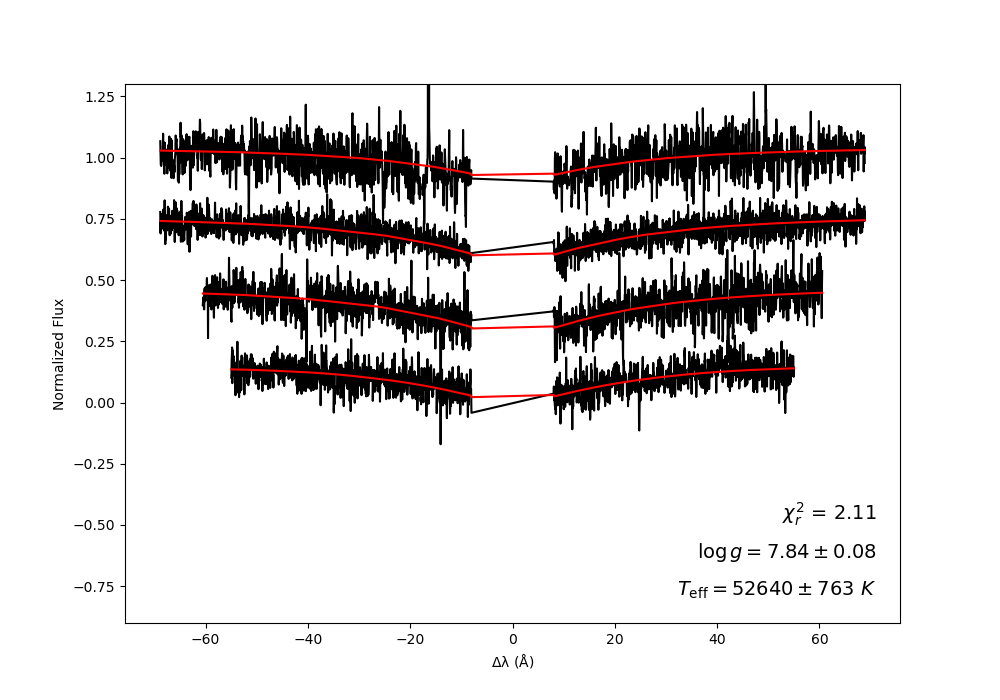 1.25
1.00
0.75
0.50
0.25
0.00
−0.25
−0.50
−0.75
Normalized Flux
χ²ᵣ = 2.11
log g = 7.84 ± 0.08
T_eff = 52640 ± 763 K
−60 −40 −20 0 20 40 60
Δλ (Å)